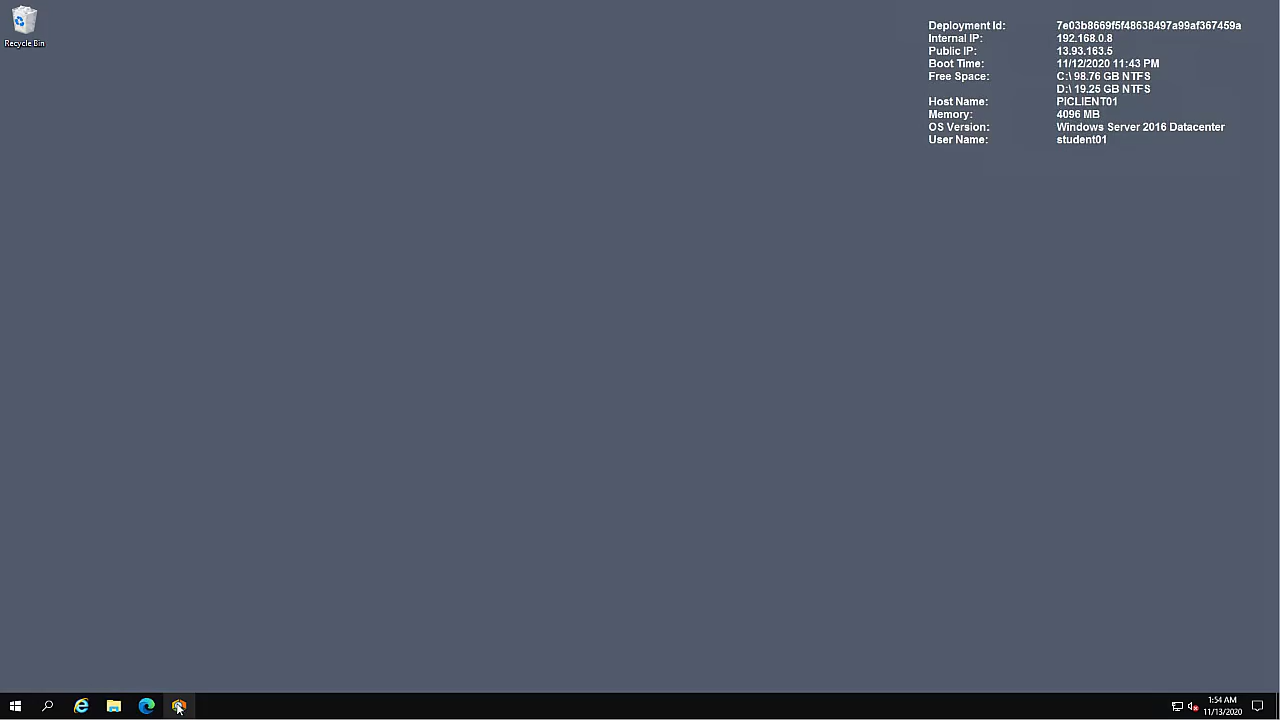 Recycle Bin
Deployment Id: 7e03b8669f5f48638497a99af367459a
Internal IP: 192.168.0.8
Public IP: 13.93.163.5
Boot Time: 11/12/2020 11:43 PM
Free Space: C:\ 98.76 GB NTFS
D:\ 19.25 GB NTFS
Host Name: PICLIENT01
Memory: 4096 MB
OS Version: Windows Server 2016 Datacenter
User Name: student01
1:54 AM
11/13/2020